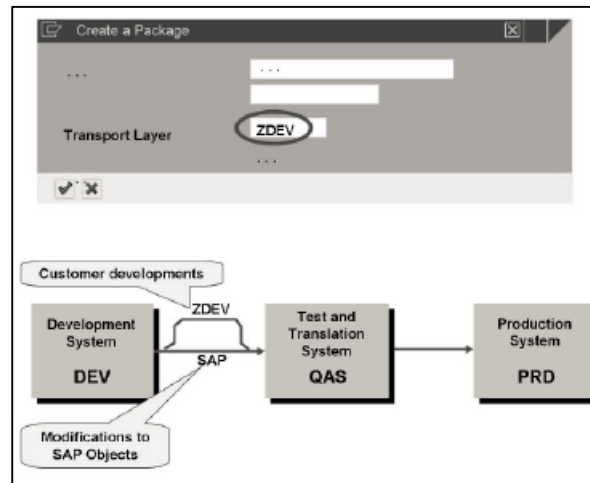 Create a Package
. . .
. . .
Transport Layer
ZDEV
. . .
Customer developments
ZDEV
Development
System
DEV
SAP
Test and
Translation
System
QAS
Production
System
PRD
Modifications to
SAP Objects